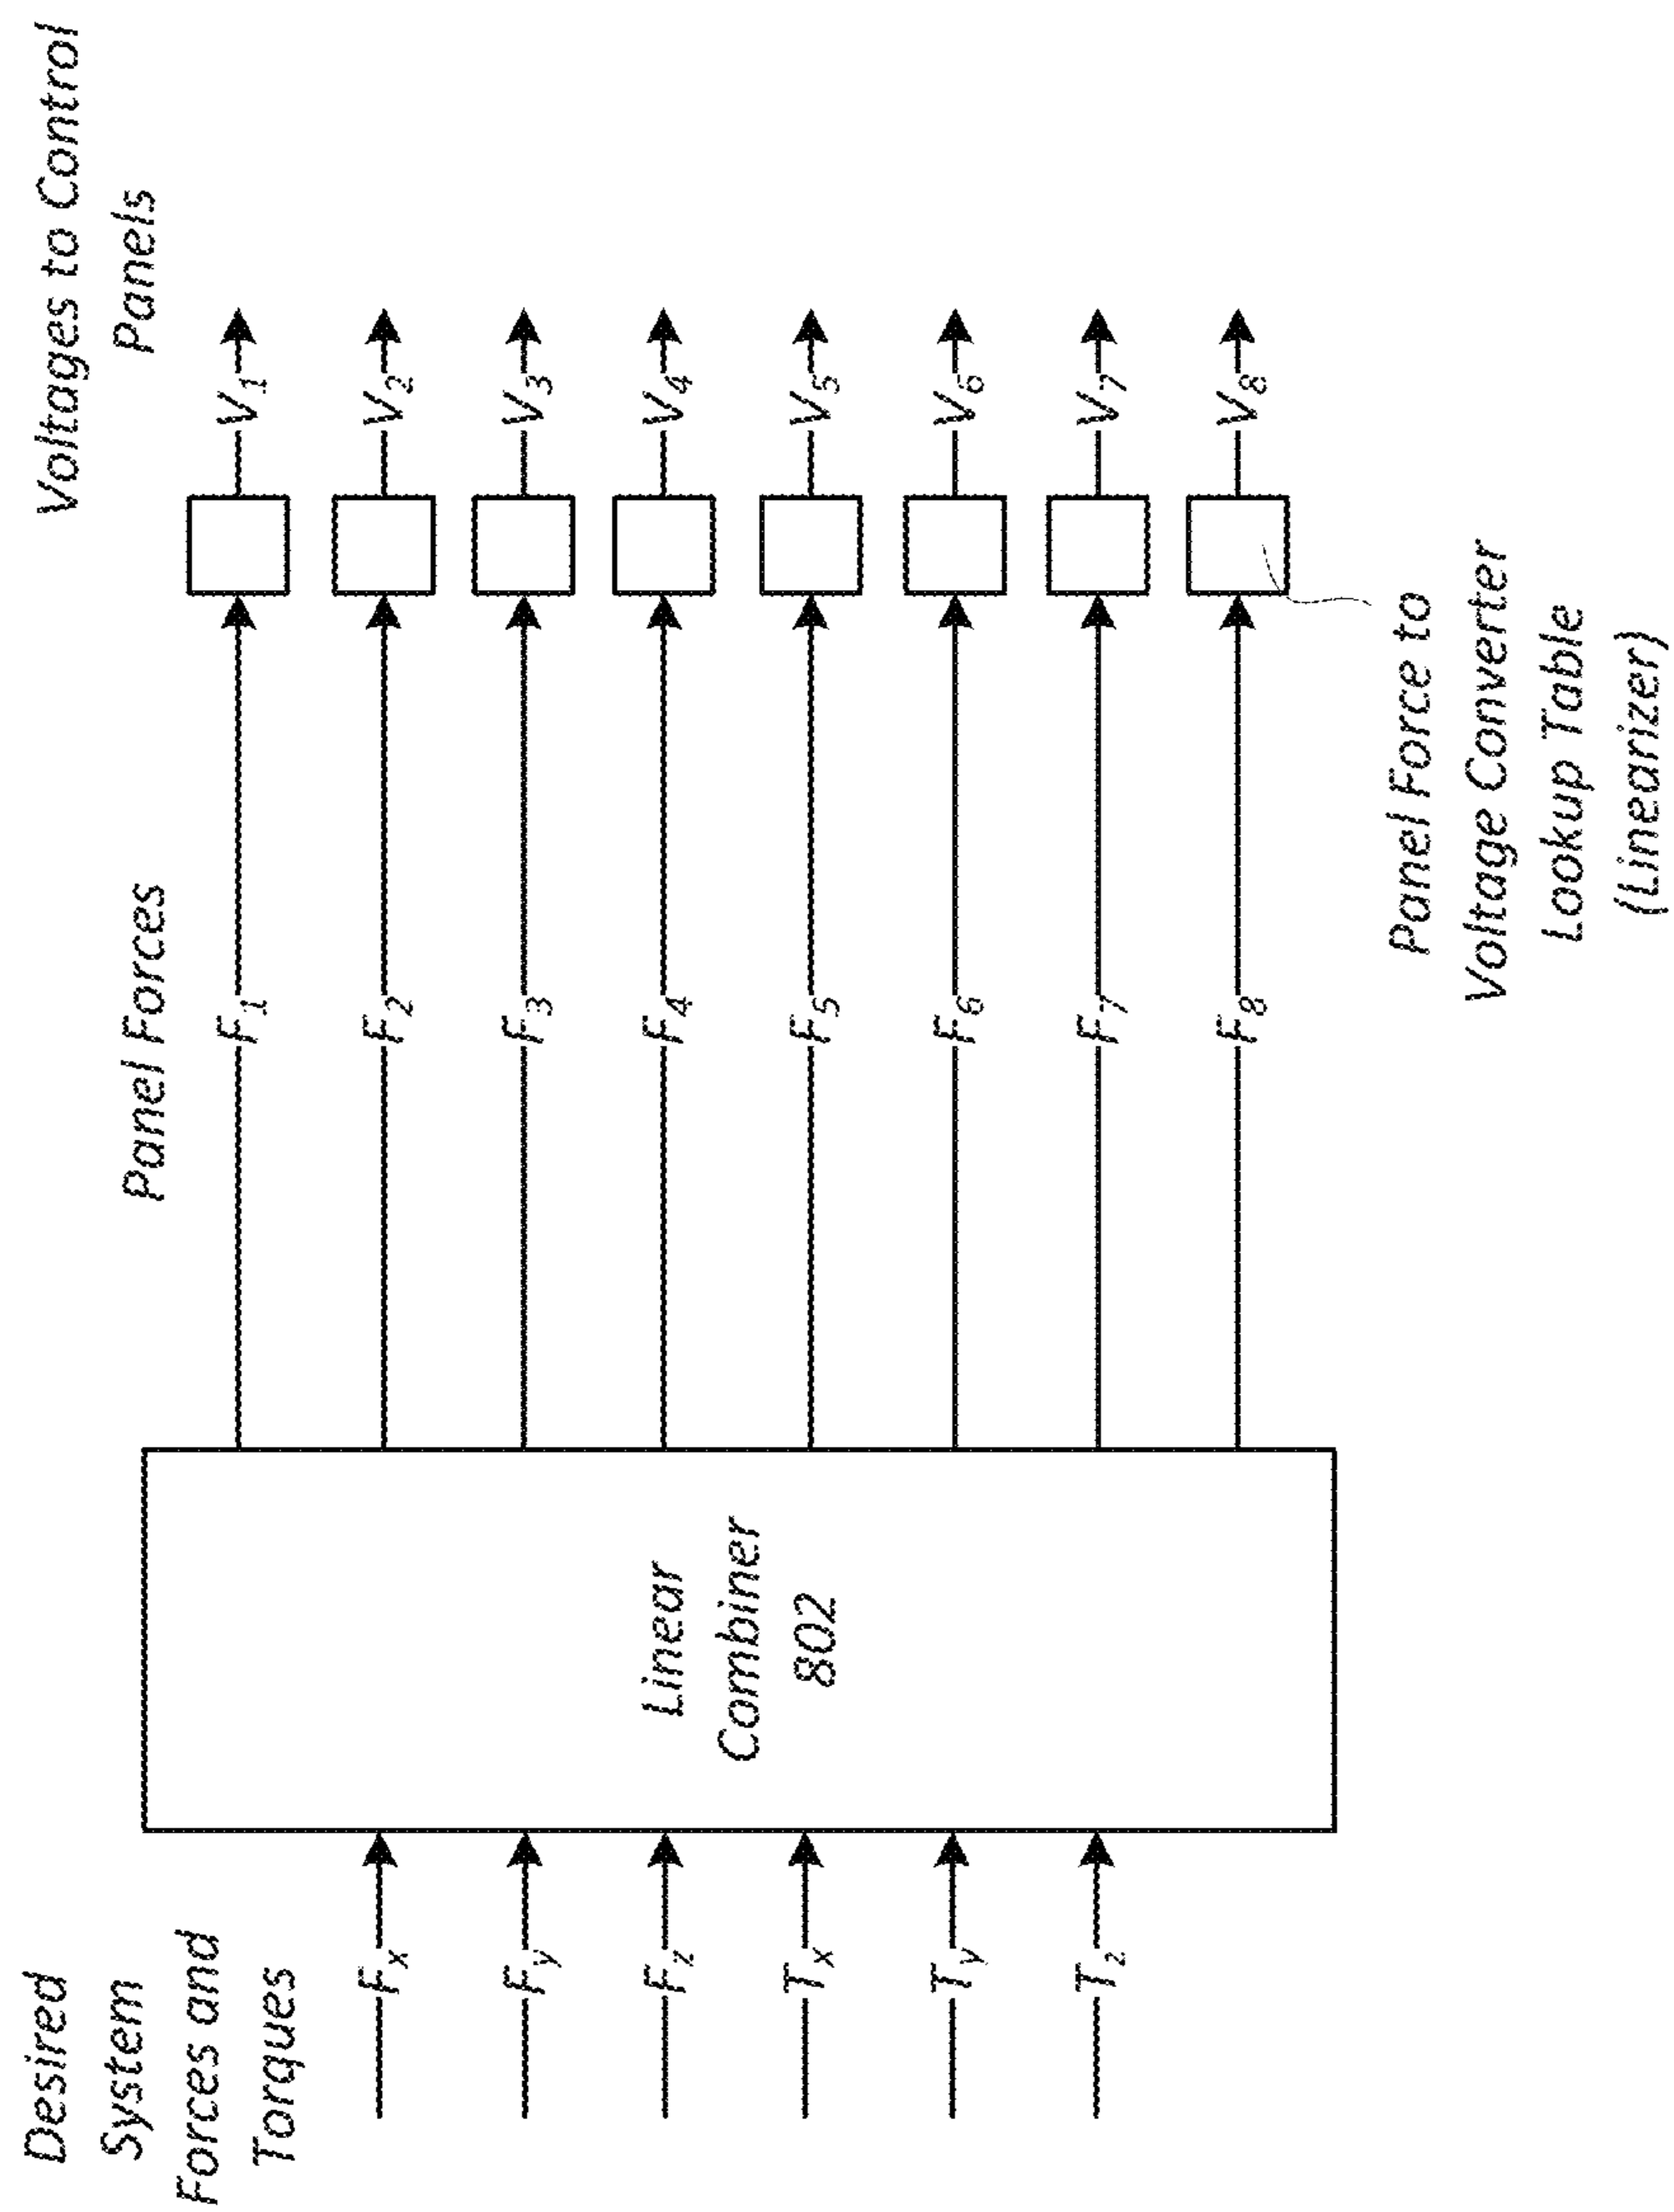 Desired
System
Forces and
Torques
Fx
Fy
Fz
Tx
Ty
Tz
Linear
Combiner
802
Panel Forces
F1
F2
F3
F4
F5
F6
F7
F8
Voltages to Control
Panels
V1
V2
V3
V4
V5
V6
V7
V8
Panel Force to
Voltage Converter
Lookup Table
(Linearizer)